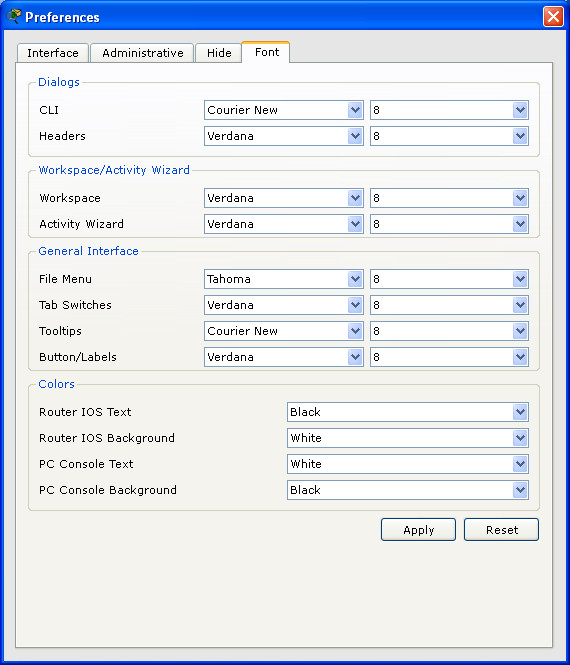 Preferences
Interface Administrative Hide Font
Dialogs
CLI Courier New 8
Headers Verdana 8
Workspace/Activity Wizard
Workspace Verdana 8
Activity Wizard Verdana 8
General Interface
File Menu Tahoma 8
Tab Switches Verdana 8
Tooltips Courier New 8
Button/Labels Verdana 8
Colors
Router IOS Text Black
Router IOS Background White
PC Console Text White
PC Console Background Black
Apply Reset